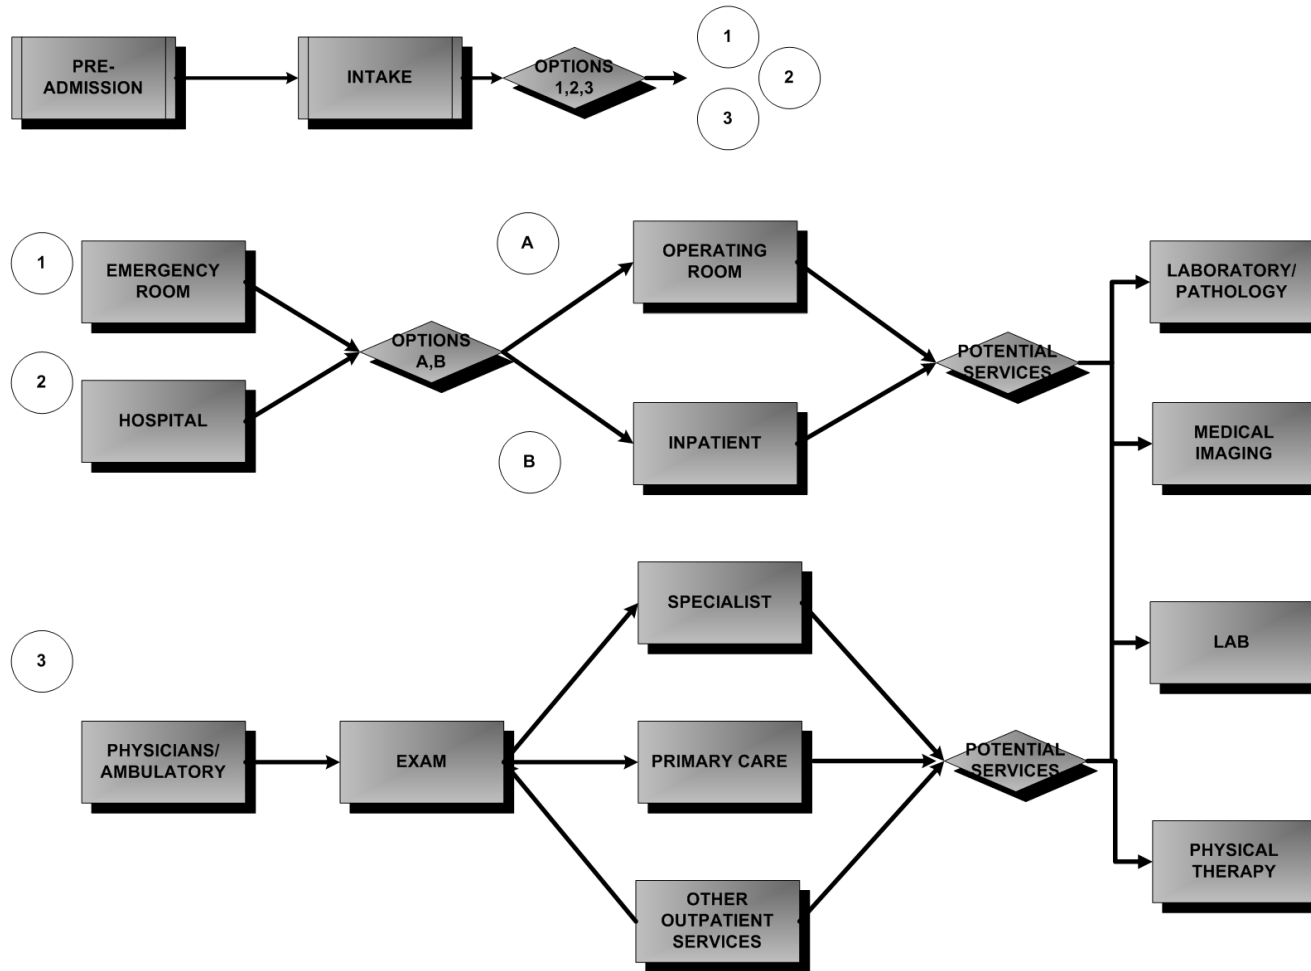 PRE-
ADMISSION
INTAKE
OPTIONS
1,2,3
1
2
3
1
EMERGENCY
ROOM
2
HOSPITAL
OPTIONS
A,B
A
OPERATING
ROOM
B
INPATIENT
POTENTIAL
SERVICES
LABORATORY/
PATHOLOGY
MEDICAL
IMAGING
LAB
PHYSICAL
THERAPY
3
PHYSICIANS/
AMBULATORY
EXAM
SPECIALIST
PRIMARY CARE
OTHER
OUTPATIENT
SERVICES
POTENTIAL
SERVICES